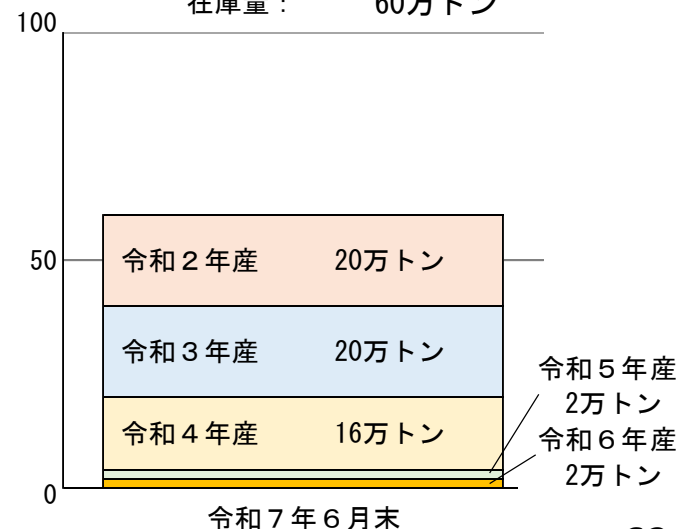 在庫量： 60万トン
100
50
0
令和２年産 20万トン
令和３年産 20万トン
令和４年産 16万トン
令和５年産
2万トン
令和６年産
2万トン
令和７年６月末